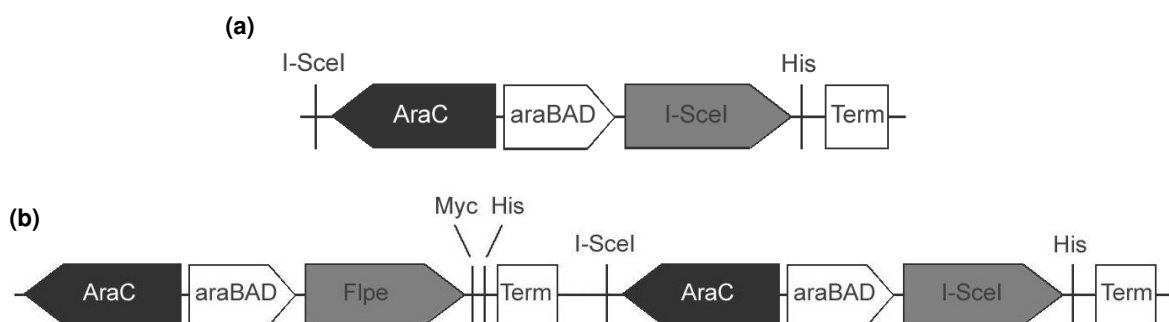 (a)
I-SceI His
AraC araBAD I-SceI Term
(b)
Myc His
I-SceI His
AraC araBAD Flpe Term AraC araBAD I-SceI Term